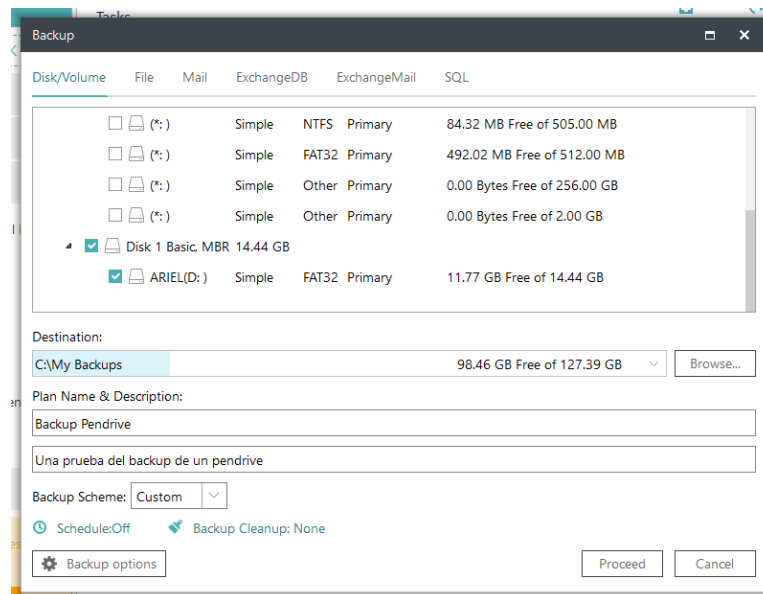 Tasks
Backup
Disk/Volume File Mail ExchangeDB ExchangeMail SQL
(*: ) Simple NTFS Primary 84.32 MB Free of 505.00 MB
(*: ) Simple FAT32 Primary 492.02 MB Free of 512.00 MB
(*: ) Simple Other Primary 0.00 Bytes Free of 256.00 GB
(*: ) Simple Other Primary 0.00 Bytes Free of 2.00 GB
Disk 1 Basic, MBR 14.44 GB
ARIEL(D: ) Simple FAT32 Primary 11.77 GB Free of 14.44 GB
Destination:
C:\My Backups 98.46 GB Free of 127.39 GB Browse...
Plan Name & Description:
Backup Pendrive
Una prueba del backup de un pendrive
Backup Scheme: Custom
Schedule:Off Backup Cleanup: None
Backup options Proceed Cancel